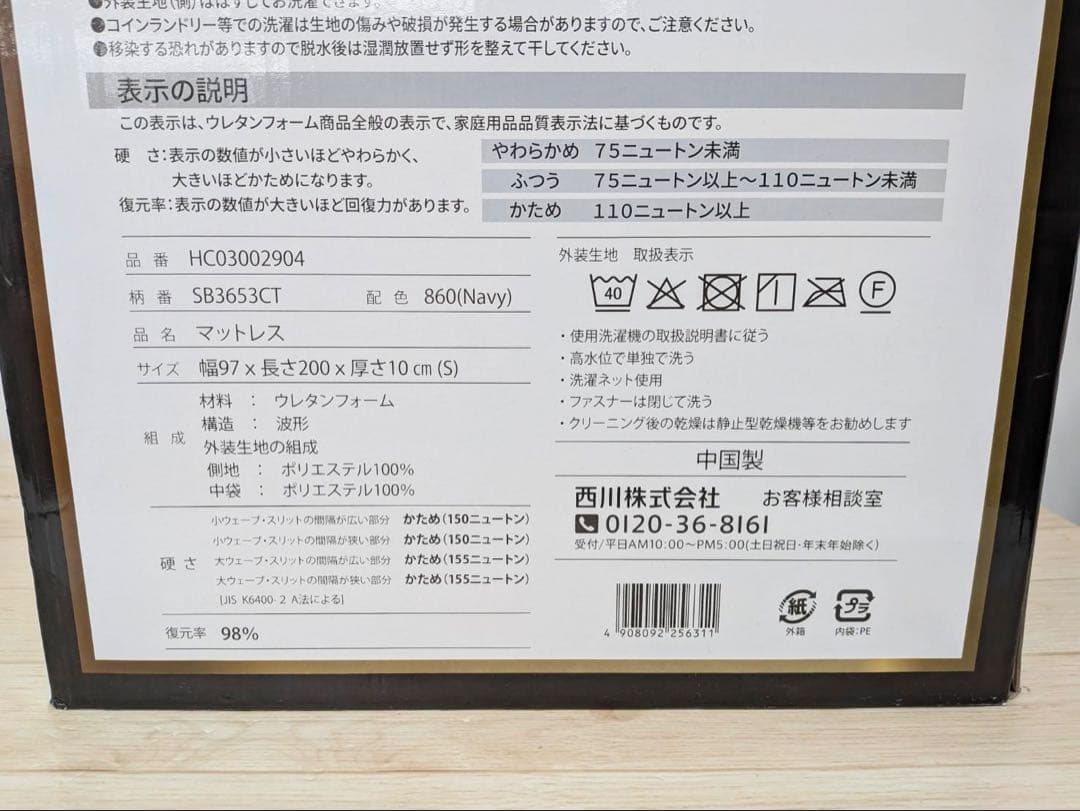 ●外装生地(側)ははずしてお洗濯できます。
●コインランドリー等での洗濯は生地の傷みや破損が発生する場合がありますので、ご注意ください。
●移染する恐れがありますので脱水後は湿潤放置せず形を整えて干してください。
表示の説明
この表示は、ウレタンフォーム商品全般の表示で、家庭用品品質表示法に基づくものです。
硬 さ:表示の数値が小さいほどやわらかく、
大きいほどかためになります。
復元率:表示の数値が大きいほど回復力があります。
やわらかめ 75ニュートン未満
ふつう 75ニュートン以上〜110ニュートン未満
かため 110ニュートン以上
品 番 HC03002904
柄 番 SB3653CT 配 色 860(Navy)
品 名 マットレス
サイズ 幅97 x 長さ200 x 厚さ10 cm (S)
組 成
材料 : ウレタンフォーム
構造 : 波形
外装生地の組成
側地 : ポリエステル100%
中袋 : ポリエステル100%
硬 さ
小ウェーブ・スリットの間隔が広い部分 かため(150ニュートン)
小ウェーブ・スリットの間隔が狭い部分 かため(150ニュートン)
大ウェーブ・スリットの間隔が広い部分 かため(155ニュートン)
大ウェーブ・スリットの間隔が狭い部分 かため(155ニュートン)
[JIS K6400-2 A法による]
復元率 98%
外装生地 取扱表示
40
F
・使用洗濯機の取扱説明書に従う
・高水位で単独で洗う
・洗濯ネット使用
・ファスナーは閉じて洗う
・クリーニング後の乾燥は静止型乾燥機等をお勧めします
中国製
西川株式会社 お客様相談室
0120-36-8161
受付/平日AM10:00〜PM5:00(土日祝日・年末年始除く)
4 908092 256311
紙
外箱
プラ
内袋:PE